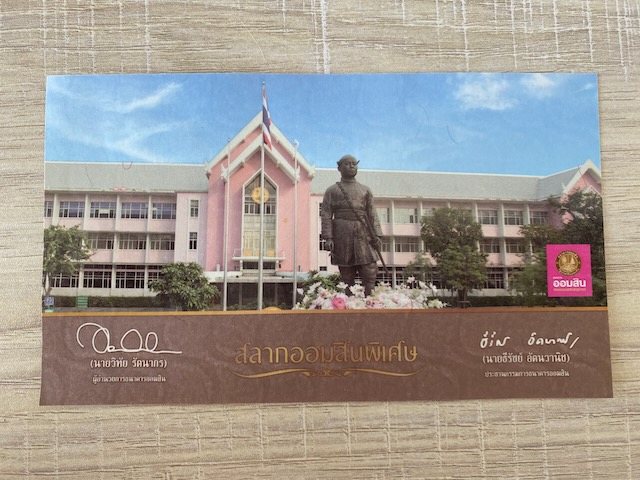 ออมสิน
สลากออมสินพิเศษ
(นายวิทัย รัตนากร)
ผู้อำนวยการธนาคารออมสิน
(นายธีรัชย์ อัตนวานิช)
ประธานกรรมการธนาคารออมสิน